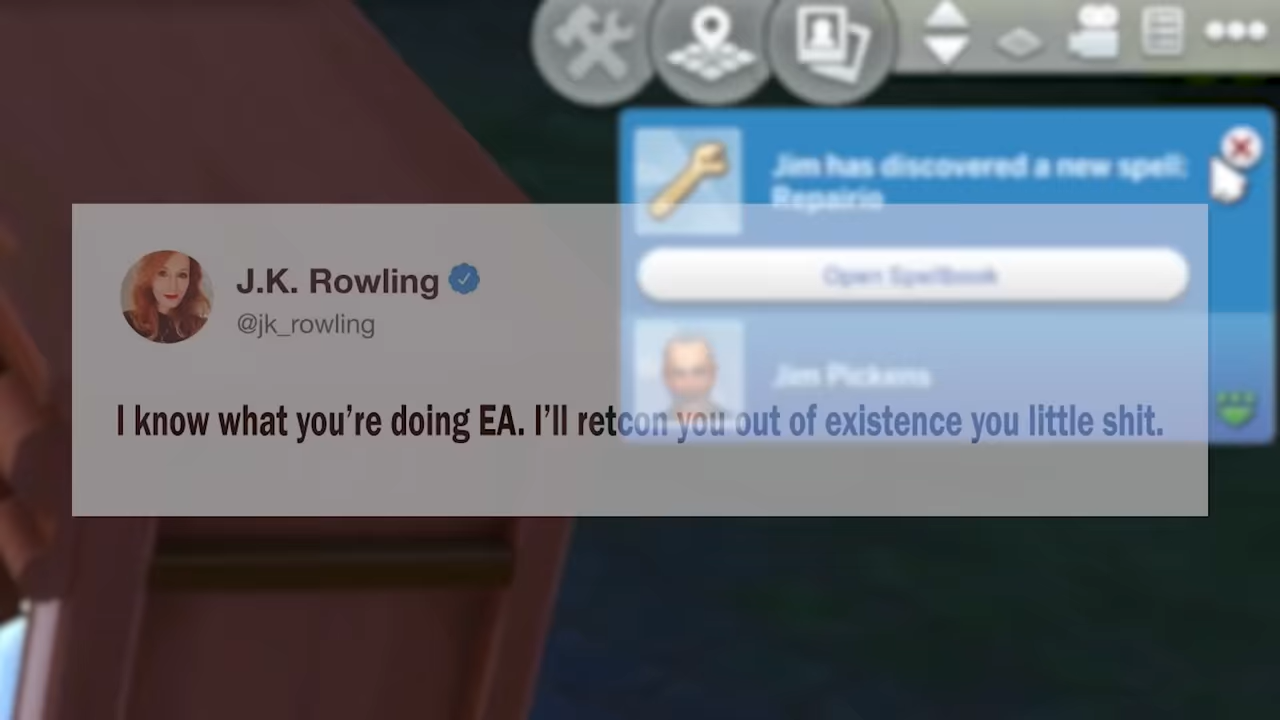 Jim has discovered a new spell:
Repairio
Open Spellbook
J.K. Rowling
@jk_rowling
Jim Pickens
I know what you're doing EA. I'll retcon you out of existence you little shit.